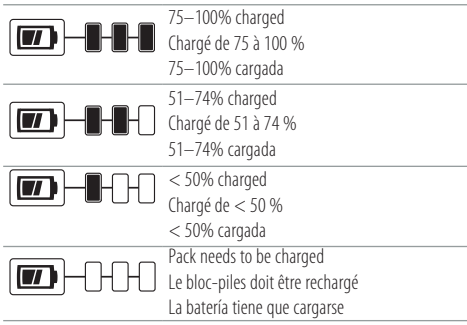 75–100% charged
Chargé de 75 à 100 %
75–100% cargada
51–74% charged
Chargé de 51 à 74 %
51–74% cargada
< 50% charged
Chargé de < 50 %
< 50% cargada
Pack needs to be charged
Le bloc-piles doit être rechargé
La batería tiene que cargarse